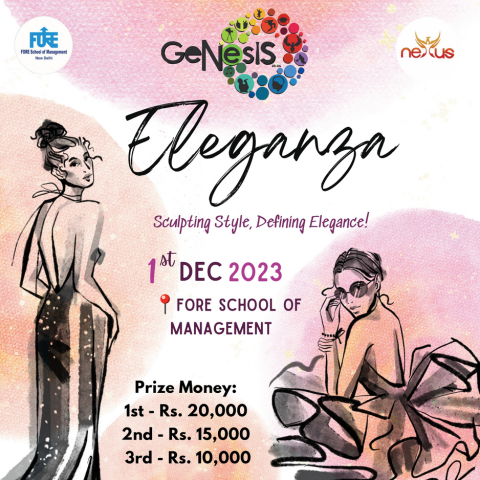 FORE
FORE School of Management
New Delhi
GeNesIS
nexus
Eleganza
Sculpting Style, Defining Elegance!
1st DEC 2023
FORE SCHOOL OF
MANAGEMENT
Prize Money:
1st - Rs. 20,000
2nd - Rs. 15,000
3rd - Rs. 10,000